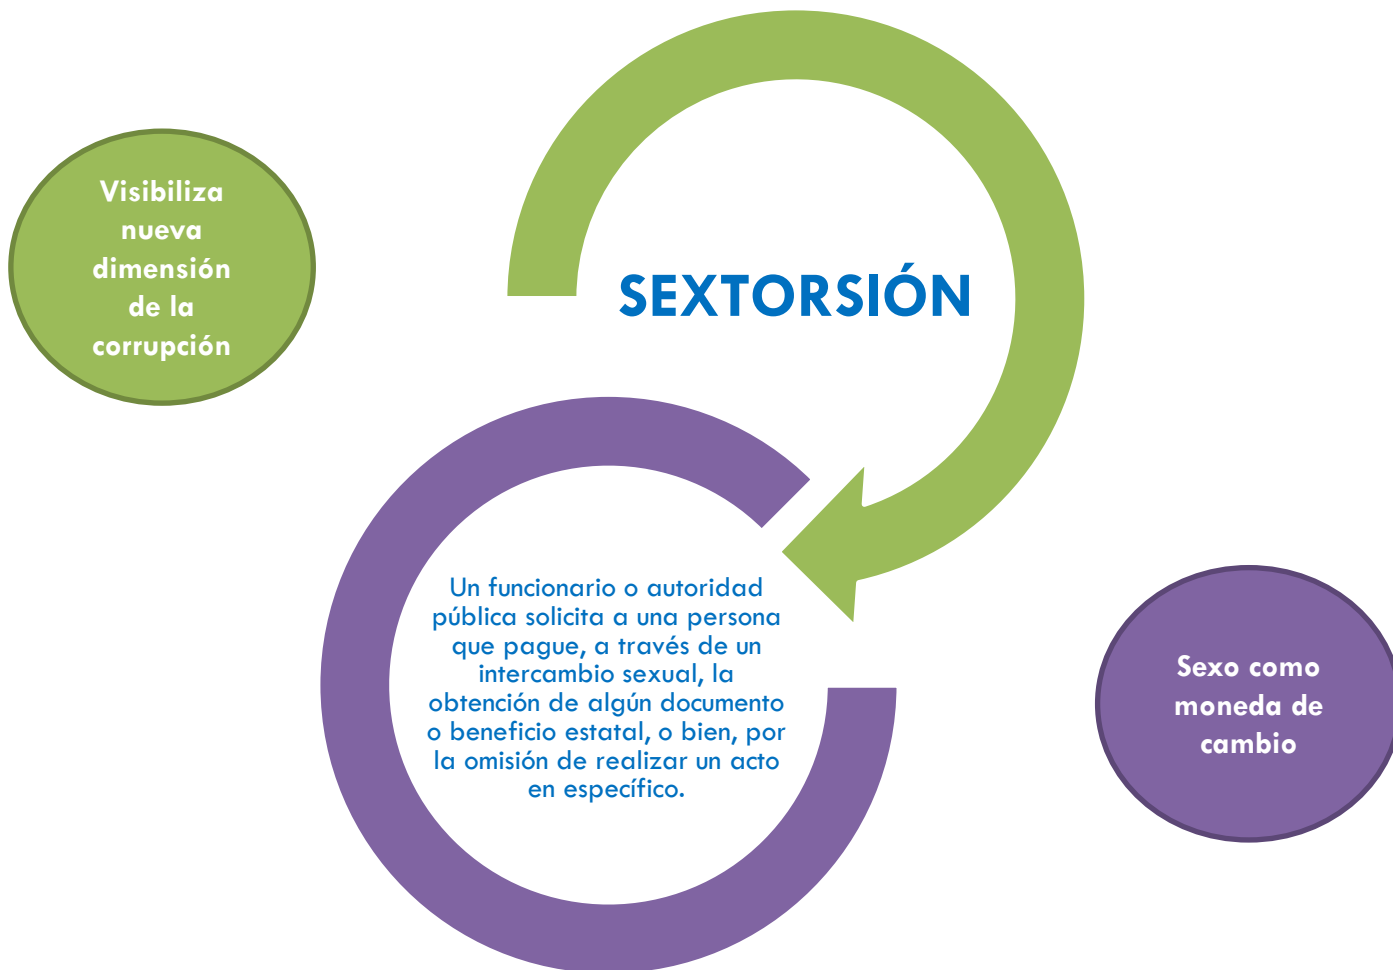 Visibiliza
nueva
dimensión
de la
corrupción
SEXTORSIÓN
Un funcionario o autoridad
pública solicita a una persona
que pague, a través de un
intercambio sexual, la
obtención de algún documento
o beneficio estatal, o bien, por
la omisión de realizar un acto
en específico.
Sexo como
moneda de
cambio